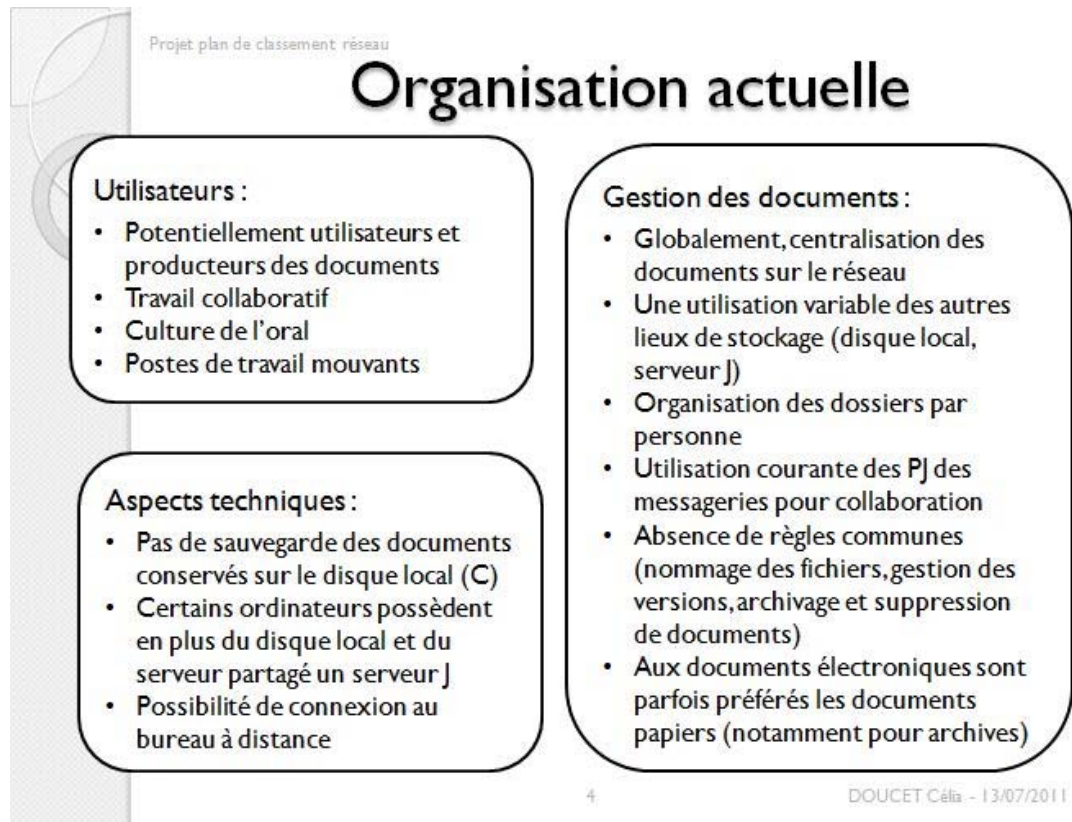 Projet plan de classement réseau
Organisation actuelle
Utilisateurs :
• Potentiellement utilisateurs et
producteurs des documents
• Travail collaboratif
• Culture de l'oral
• Postes de travail mouvants
Aspects techniques :
• Pas de sauvegarde des documents
conservés sur le disque local (C)
• Certains ordinateurs possèdent
en plus du disque local et du
serveur partagé un serveur J
• Possibilité de connexion au
bureau à distance
Gestion des documents :
• Globalement, centralisation des
documents sur le réseau
• Une utilisation variable des autres
lieux de stockage (disque local,
serveur J)
• Organisation des dossiers par
personne
• Utilisation courante des PJ des
messageries pour collaboration
• Absence de règles communes
(nommage des fichiers, gestion des
versions, archivage et suppression
de documents)
• Aux documents électroniques sont
parfois préférés les documents
papiers (notamment pour archives)
4
DOUCET Célia - 13/07/2011